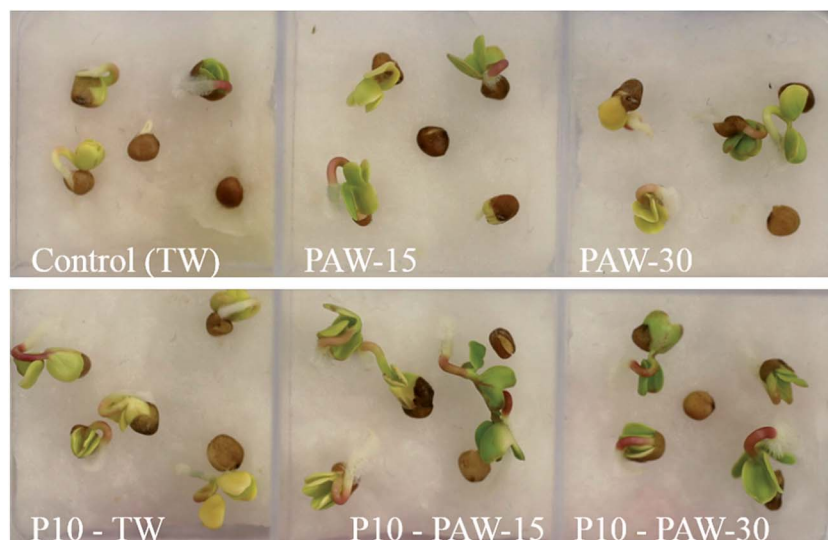 Control (TW)
PAW-15
PAW-30
P10 - TW
P10 - PAW-15
P10 - PAW-30